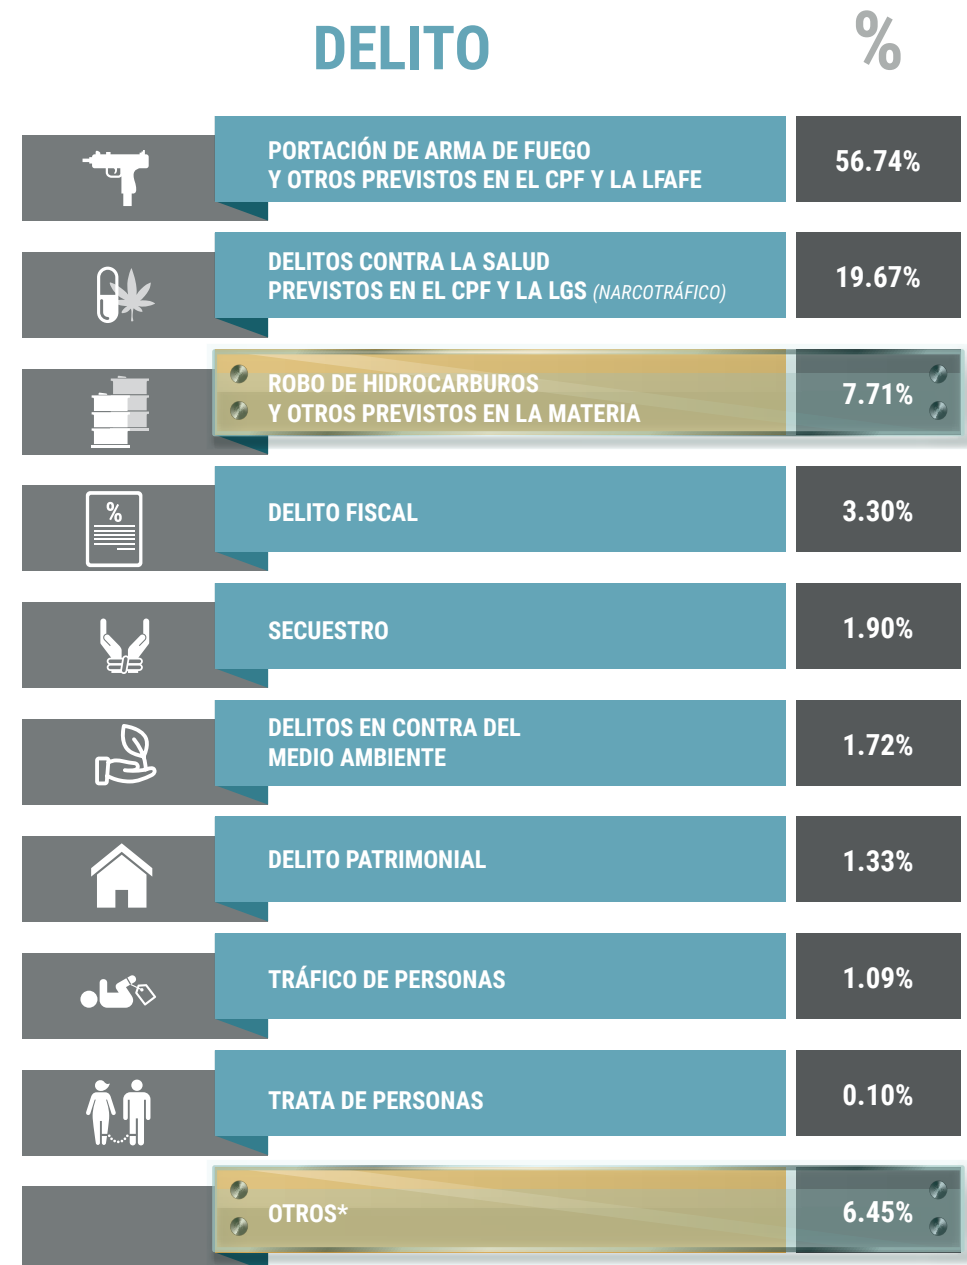 DELITO %
PORTACIÓN DE ARMA DE FUEGO
Y OTROS PREVISTOS EN EL CPF Y LA LFAFE
56.74%
DELITOS CONTRA LA SALUD
PREVISTOS EN EL CPF Y LA LGS (NARCOTRÁFICO)
19.67%
ROBO DE HIDROCARBUROS
Y OTROS PREVISTOS EN LA MATERIA
7.71%
%
DELITO FISCAL
3.30%
SECUESTRO
1.90%
DELITOS EN CONTRA DEL
MEDIO AMBIENTE
1.72%
DELITO PATRIMONIAL
1.33%
TRÁFICO DE PERSONAS
1.09%
TRATA DE PERSONAS
0.10%
OTROS*
6.45%